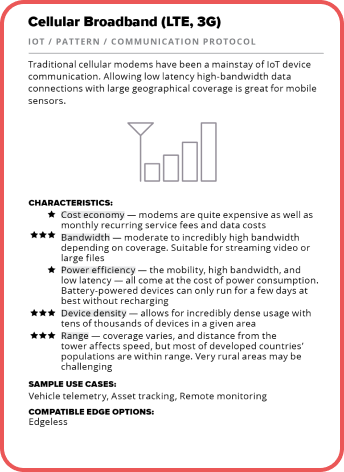 Cellular Broadband (LTE, 3G)
IOT / PATTERN / COMMUNICATION PROTOCOL
Traditional cellular modems have been a mainstay of IoT device
communication. Allowing low latency high-bandwidth data
connections with large geographical coverage is great for mobile
sensors.
CHARACTERISTICS:
★ Cost economy — modems are quite expensive as well as
monthly recurring service fees and data costs
★★★ Bandwidth — moderate to incredibly high bandwidth
depending on coverage. Suitable for streaming video or
large files
★ Power efficiency — the mobility, high bandwidth, and
low latency — all come at the cost of power consumption.
Battery-powered devices can only run for a few days at
best without recharging
★★★ Device density — allows for incredibly dense usage with
tens of thousands of devices in a given area
★★★ Range — coverage varies, and distance from the
tower affects speed, but most of developed countries’
populations are within range. Very rural areas may be
challenging
SAMPLE USE CASES:
Vehicle telemetry, Asset tracking, Remote monitoring
COMPATIBLE EDGE OPTIONS:
Edgeless